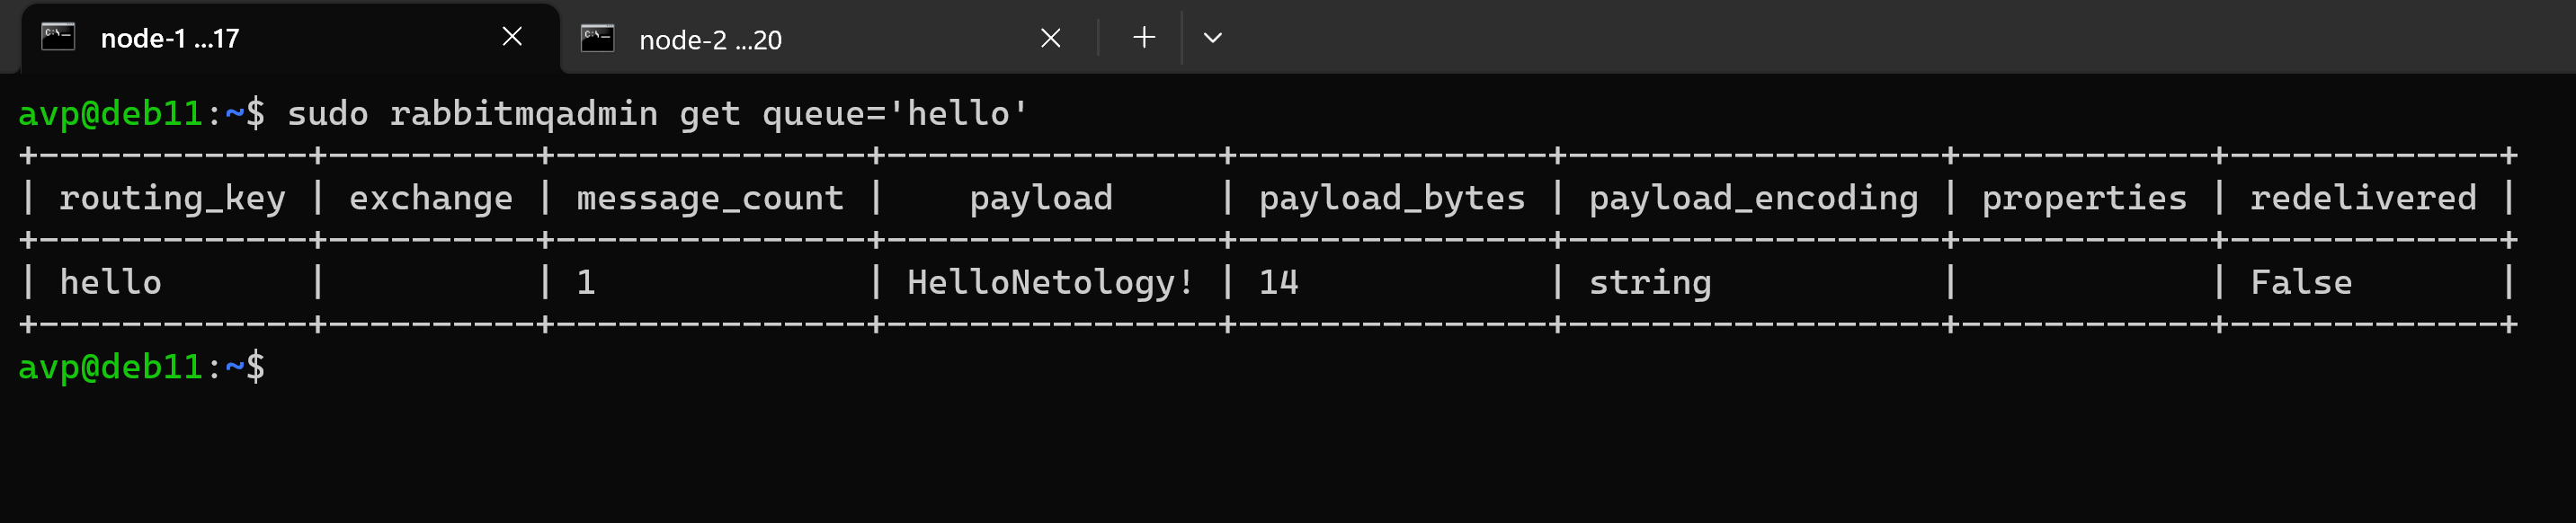 node-1 ...17 node-2 ...20
avp@deb11:~$ sudo rabbitmqadmin get queue='hello'
+-------------+----------+---------------+----------------+---------------+------------------+------------+-------------+
| routing_key | exchange | message_count |    payload     | payload_bytes | payload_encoding | properties | redelivered |
+-------------+----------+---------------+----------------+---------------+------------------+------------+-------------+
| hello       |          | 1             | HelloNetology! | 14            | string           |            | False       |
+-------------+----------+---------------+----------------+---------------+------------------+------------+-------------+
avp@deb11:~$